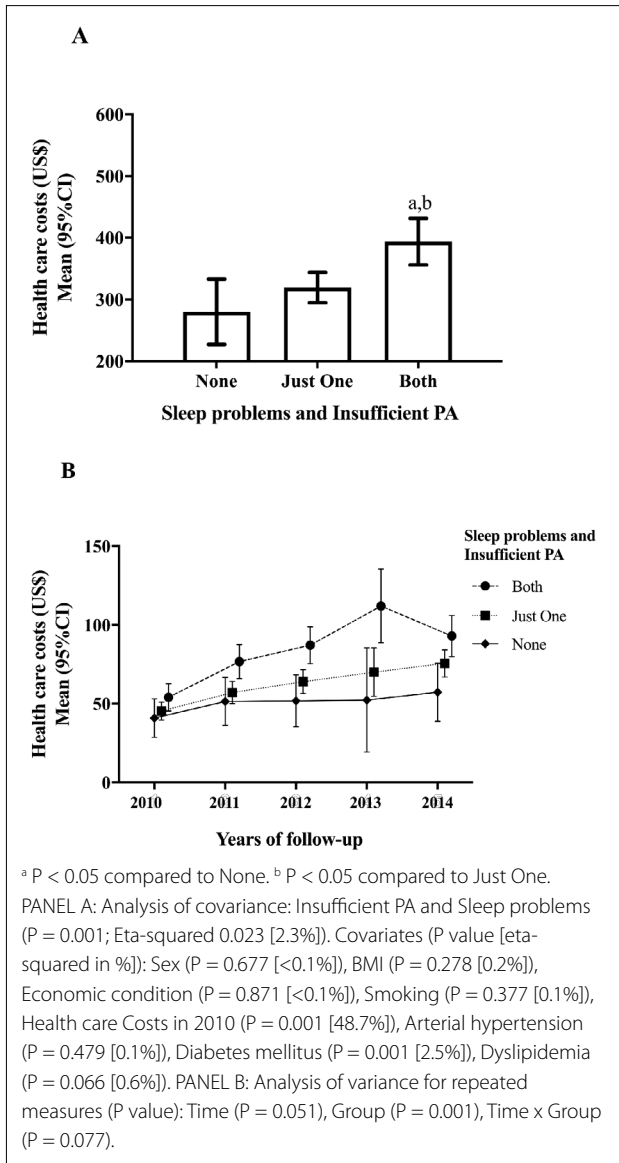 A
600
500
400
300
200
Health care costs (US$)
Mean (95%CI)
a,b
None Just One Both
Sleep problems and Insufficient PA
B
150
100
50
0
Health care costs (US$)
Mean (95%CI)
2010 2011 2012 2013 2014
Years of follow-up
Sleep problems and
Insufficient PA
Both
Just One
None
a P < 0.05 compared to None. b P < 0.05 compared to Just One.
PANEL A: Analysis of covariance: Insufficient PA and Sleep problems
(P = 0.001; Eta-squared 0.023 [2.3%]). Covariates (P value [eta-
squared in %]): Sex (P = 0.677 [<0.1%]), BMI (P = 0.278 [0.2%]),
Economic condition (P = 0.871 [<0.1%]), Smoking (P = 0.377 [0.1%]),
Health care Costs in 2010 (P = 0.001 [48.7%]), Arterial hypertension
(P = 0.479 [0.1%]), Diabetes mellitus (P = 0.001 [2.5%]), Dyslipidemia
(P = 0.066 [0.6%]). PANEL B: Analysis of variance for repeated
measures (P value): Time (P = 0.051), Group (P = 0.001), Time x Group
(P = 0.077).